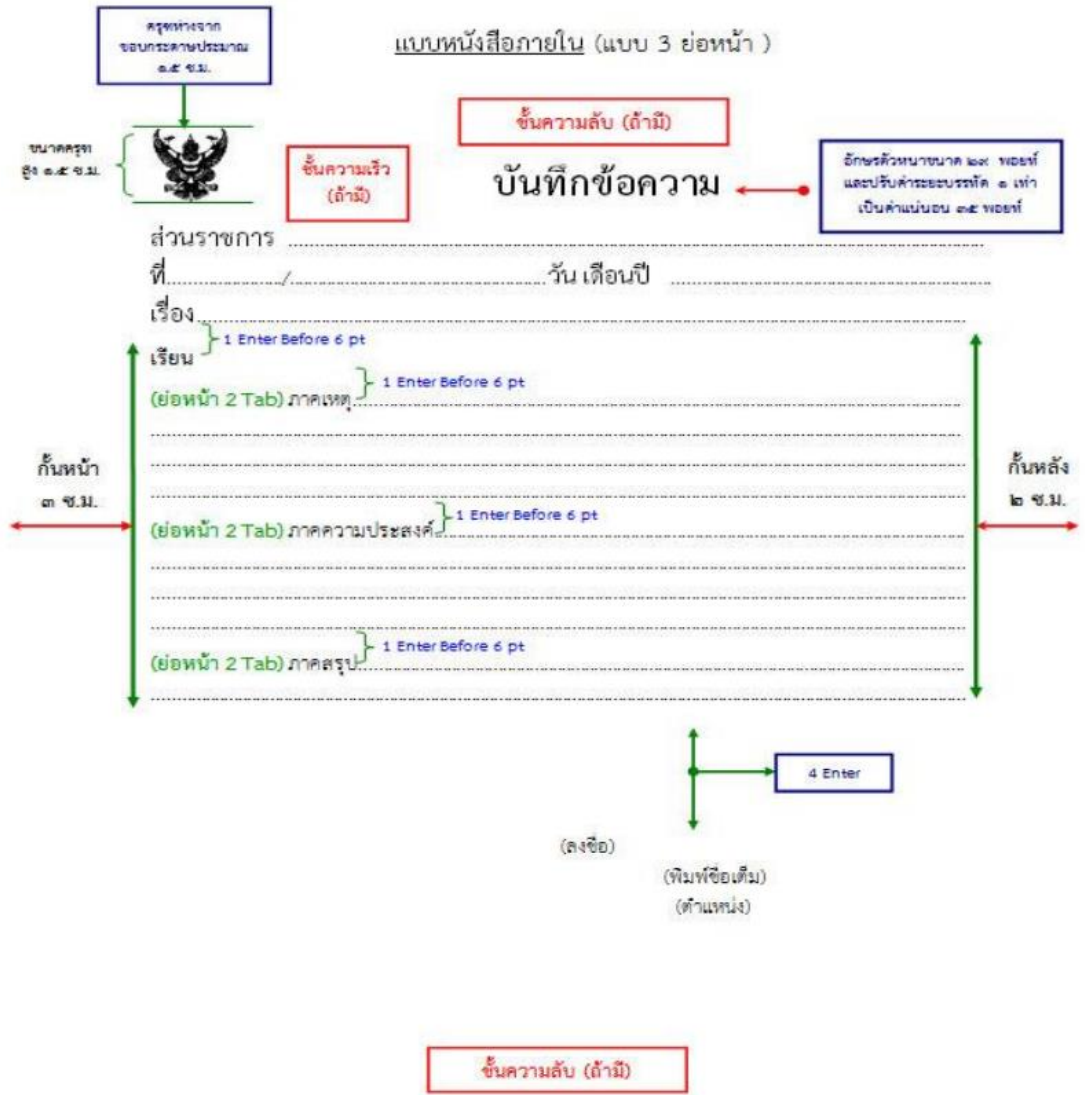 แบบหนังสือภายใน (แบบ 3 ย่อหน้า )
ครุฑห่างจาก
ขอบกระดาษประมาณ
๑.๕ ซ.ม.
ชั้นความลับ (ถ้ามี)
ขนาดครุฑ
สูง ๑.๕ ซ.ม.
ชั้นความเร็ว
(ถ้ามี)
บันทึกข้อความ
อักษรตัวหนาขนาด ๒๙ พอยท์
และปรับค่าระยะบรรทัด ๑ เท่า
เป็นค่าแน่นอน ๓๕ พอยท์
ส่วนราชการ ........................................
ที่................/................................วัน เดือนปี ................................
เรื่อง................................................
1 Enter Before 6 pt
เรียน
1 Enter Before 6 pt
(ย่อหน้า 2 Tab) ภาคเหตุ................................
กั้นหน้า
๓ ซ.ม.
กั้นหลัง
๒ ซ.ม.
1 Enter Before 6 pt
(ย่อหน้า 2 Tab) ภาคความประสงค์................................
1 Enter Before 6 pt
(ย่อหน้า 2 Tab) ภาคสรุป................................
4 Enter
(ลงชื่อ)
(พิมพ์ชื่อเต็ม)
(ตำแหน่ง)
ชั้นความลับ (ถ้ามี)